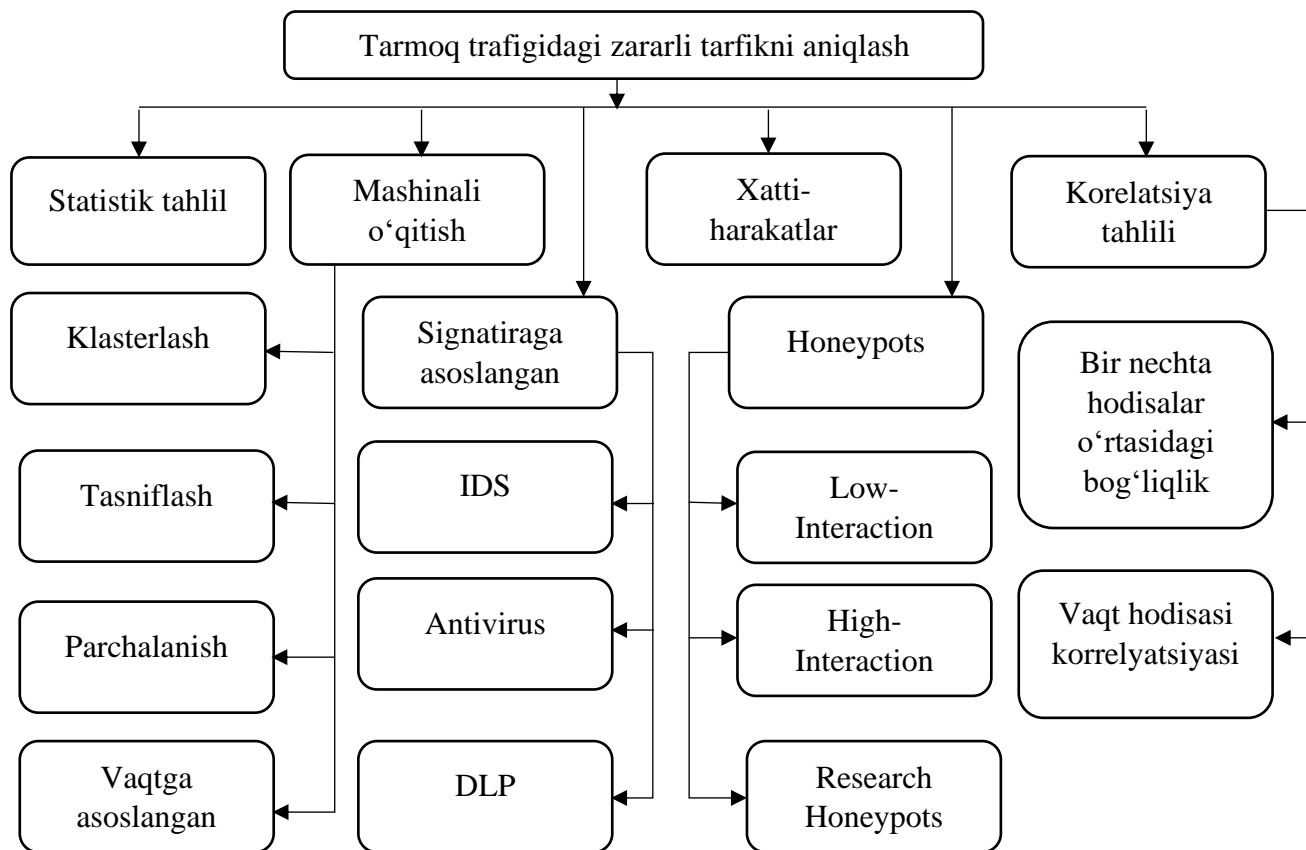 Tarmoq trafigidagi zararli tarfikni aniqlash
Statistik tahlil
Mashinali
o‘qitish
Xatti-
harakatlar
Korelatsiya
tahlili
Klasterlash
Signatiraga
asoslangan
Honeypots
Bir nechta
hodisalar
o‘rtasidagi
bog‘liqlik
Tasniflash
IDS
Low-
Interaction
Parchalanish
Antivirus
High-
Interaction
Vaqt hodisasi
korrelyatsiyasi
Vaqtga
asoslangan
DLP
Research
Honeypots